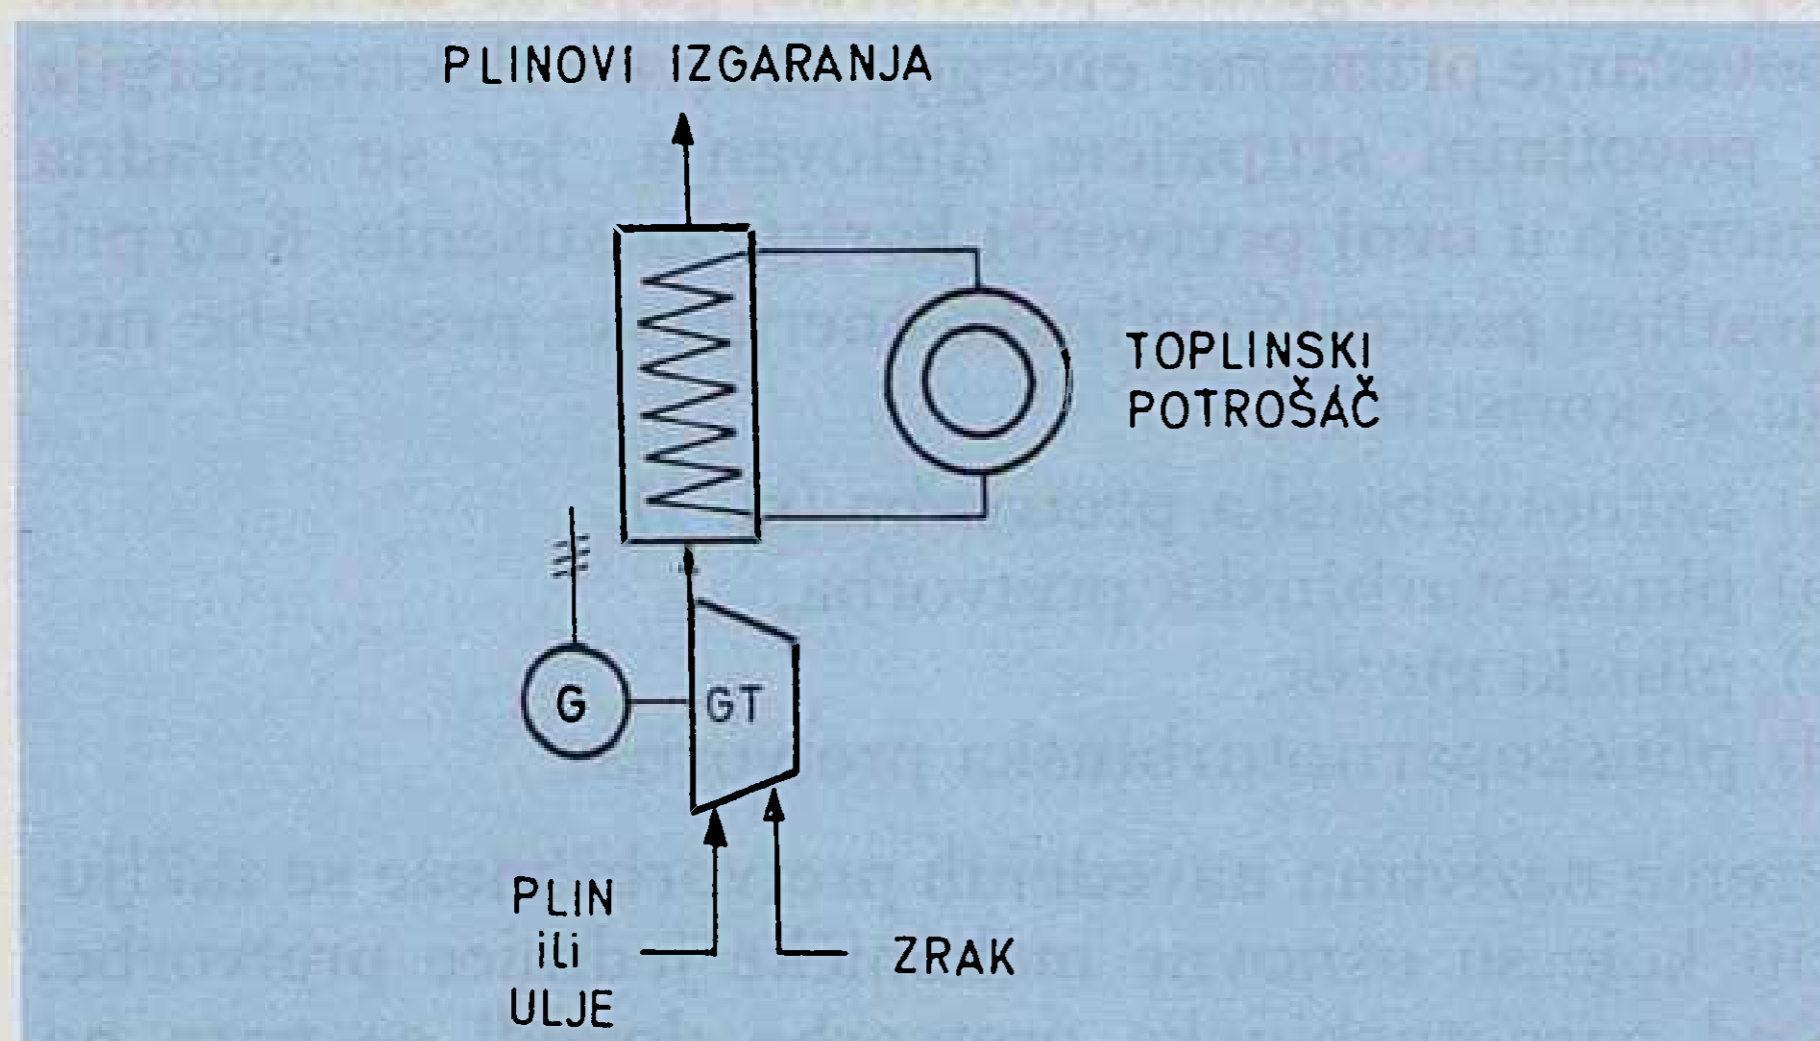 PLINOVI IZGARANJA
TOPLINSKI
POTROŠAČ
G
GT
PLIN
ili
ULJE
ZRAK